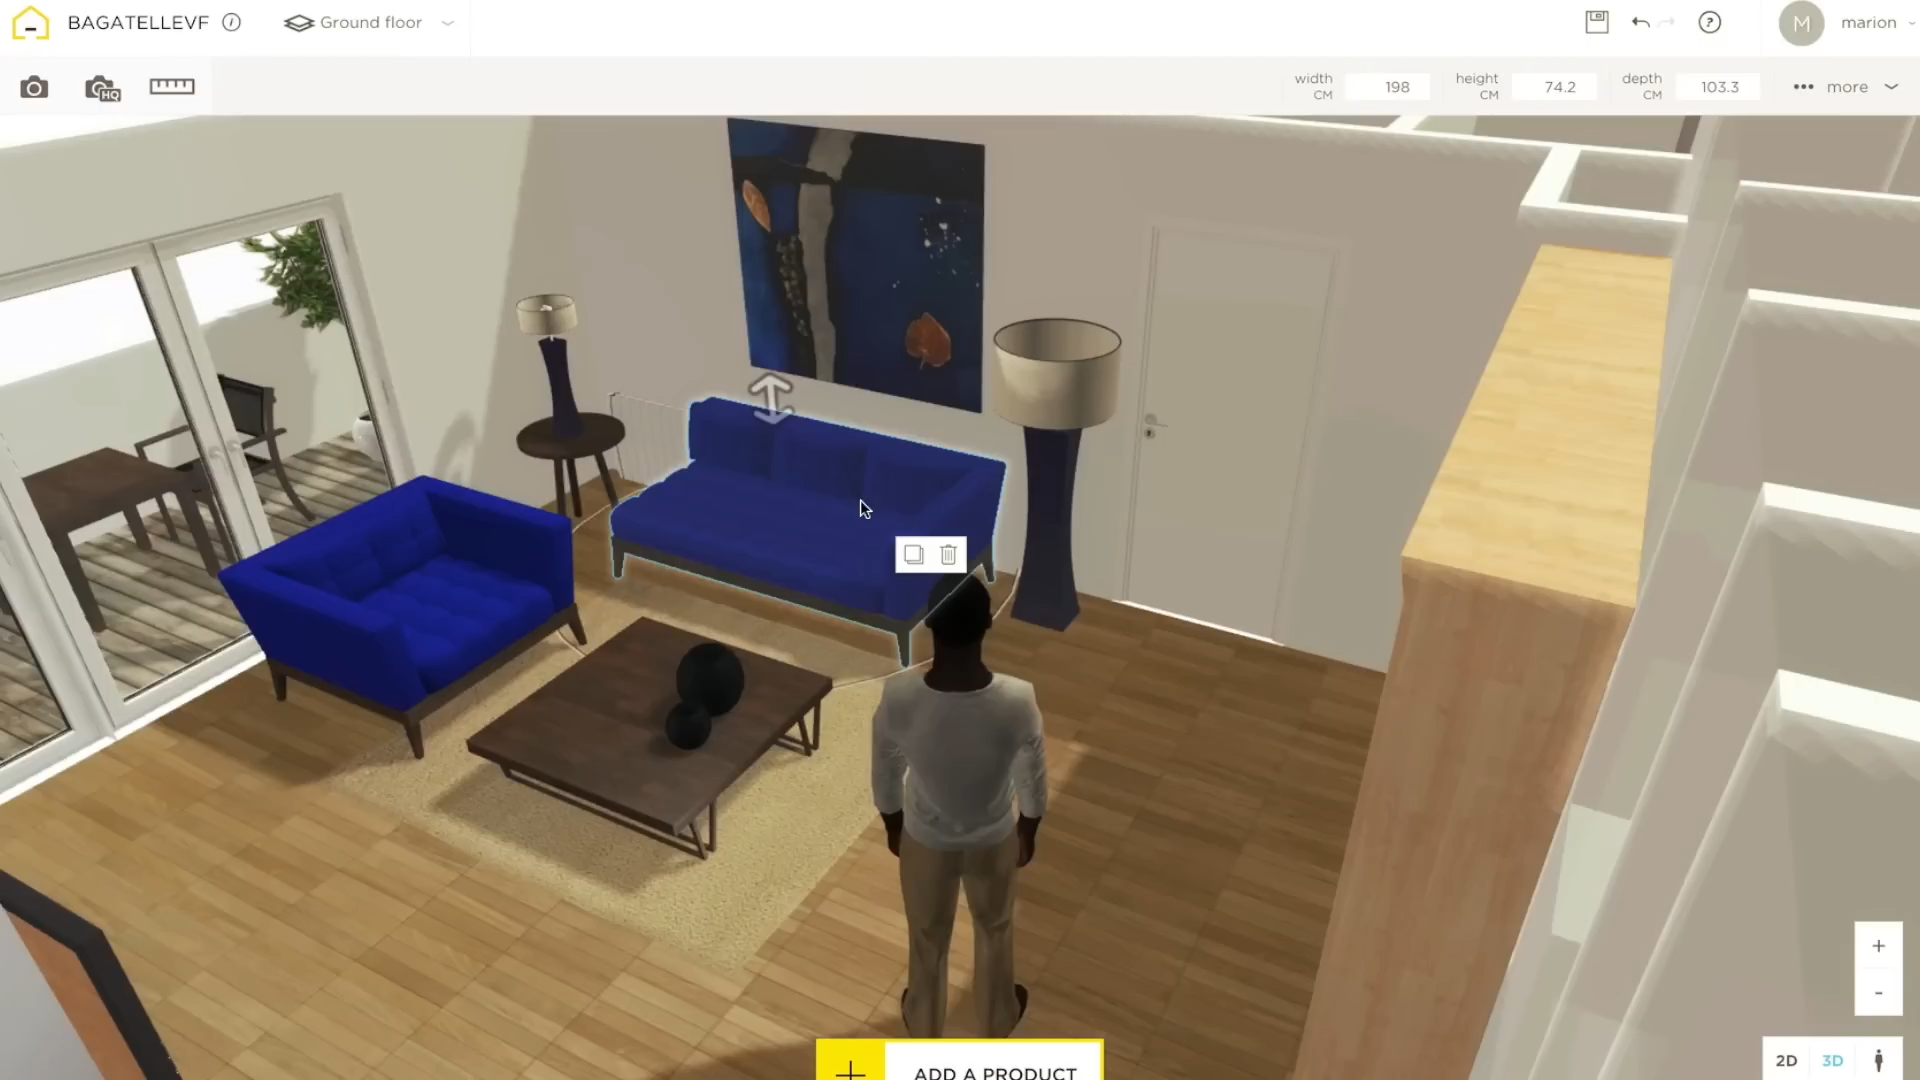 BAGATELLEVF
Ground floor
?
M
marion
HQ
width
CM
198
height
CM
74.2
depth
CM
103.3
more
+
-
2D
3D
+
ADD A PRODUCT